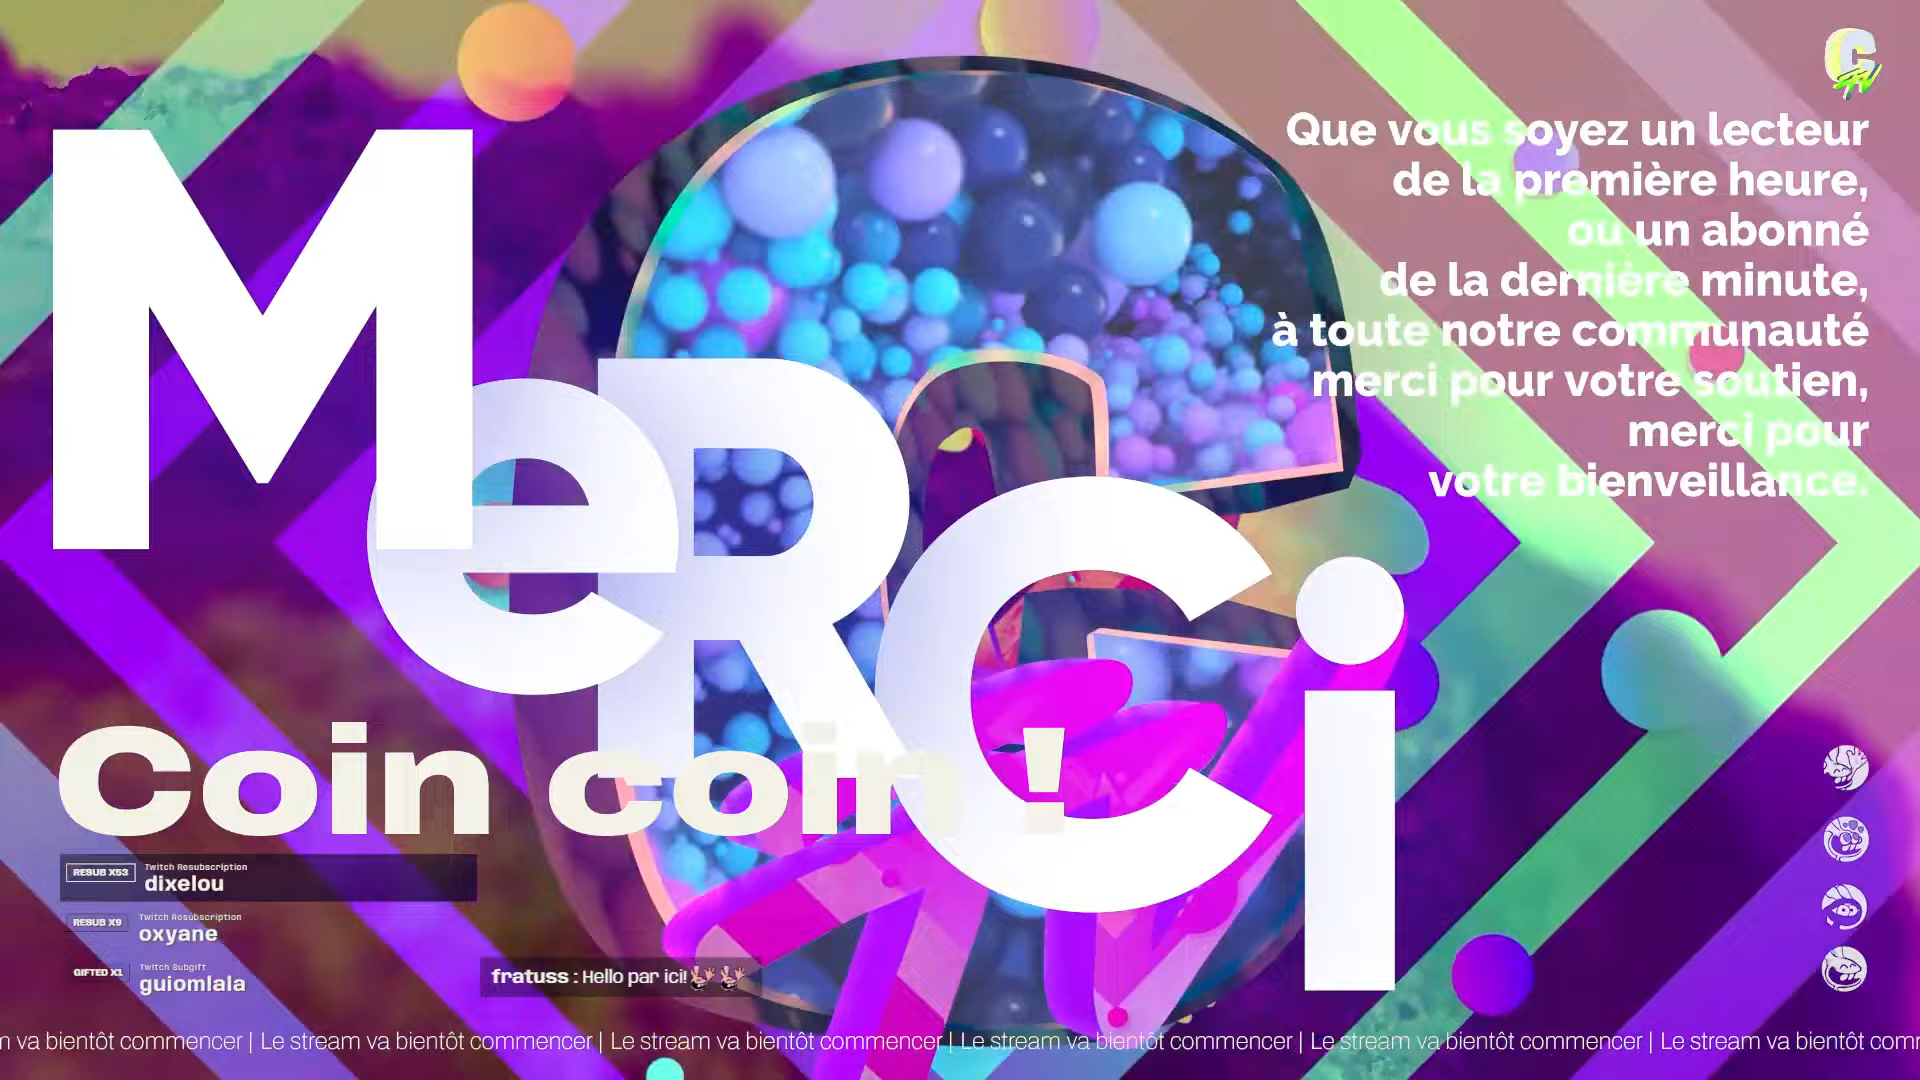 MeRCi
Que vous soyez un lecteur
de la première heure,
ou un abonné
de la dernière minute,
à toute notre communauté
merci pour votre soutien,
merci pour
votre bienveillance.
Coin coin !
RESUB X53
Twitch Resubscription
dixelou
RESUB X9
Twitch Resubscription
oxyane
GIFTED X1
Twitch Subgift
guiomlala
fratuss : Hello par ici!
va bientôt commencer | Le stream va bientôt commencer | Le stream va bientôt commencer | Le stream va bientôt commencer | Le stream va bientôt commencer | Le stream va bientôt